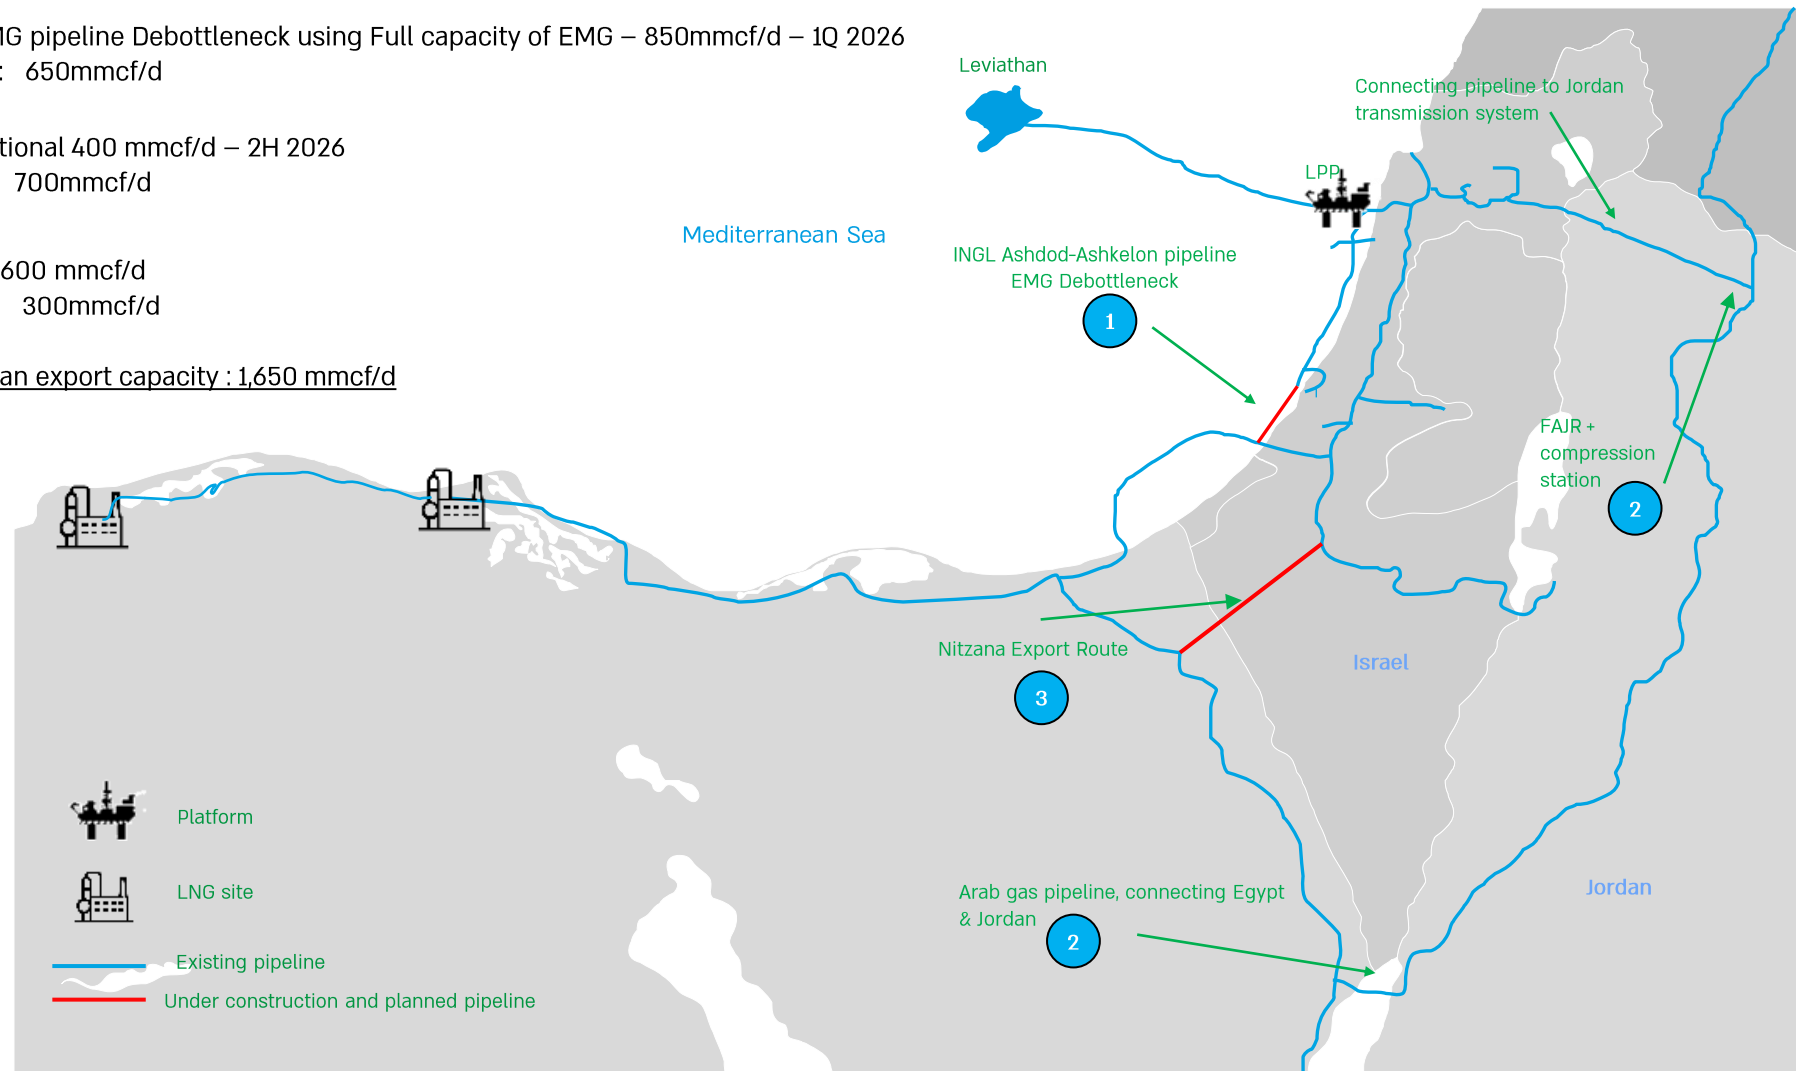 MG pipeline Debottleneck using Full capacity of EMG – 850mmcf/d – 1Q 2026
: 650mmcf/d
tional 400 mmcf/d – 2H 2026
700mmcf/d
600 mmcf/d
300mmcf/d
an export capacity : 1,650 mmcf/d
Leviathan
Connecting pipeline to Jordan
transmission system
LPP
Mediterranean Sea
INGL Ashdod-Ashkelon pipeline
EMG Debottleneck
1
FAJR +
compression
station
2
Nitzana Export Route
3
Israel
Jordan
Arab gas pipeline, connecting Egypt
& Jordan
2
Platform
LNG site
Existing pipeline
Under construction and planned pipeline